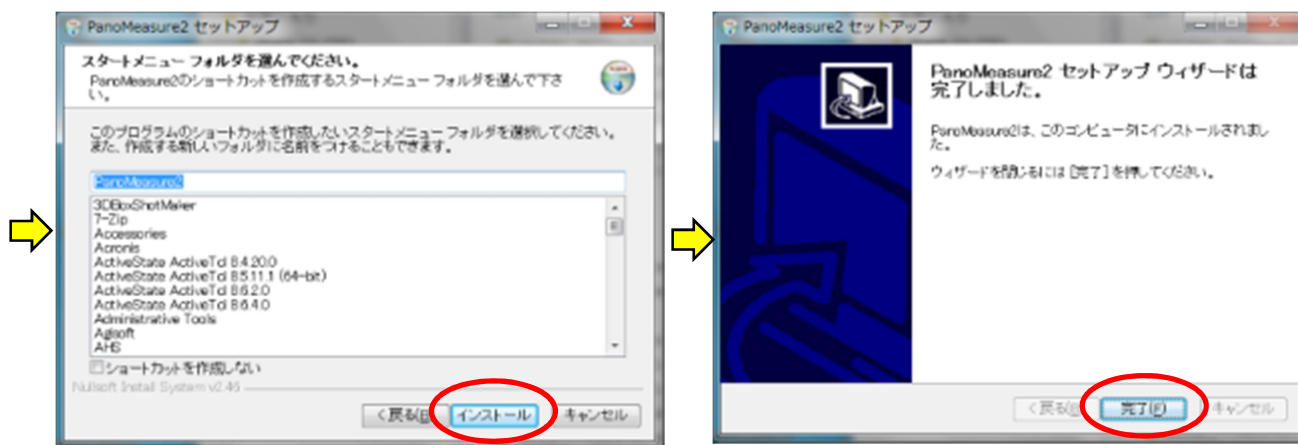 PanoMeasure2 セットアップ
スタートメニュー フォルダを選んでください。
PanoMeasure2のショートカットを作成するスタートメニュー フォルダを選んで下さ
い。
このプログラムのショートカットを作成したいスタートメニュー フォルダを選択してください。
また、作成する新しいフォルダに名前をつけることもできます。
PanoMeasure2
3DBoxShotMaker
7-Zip
Accessories
Acronis
ActiveState ActiveTcl 8.4.20.0
ActiveState ActiveTcl 8.5.11.1 (64-bit)
ActiveState ActiveTcl 8.6.2.0
ActiveState ActiveTcl 8.6.4.0
Administrative Tools
Agisoft
AHS
ショートカットを作成しない
Nullsoft Install System v2.46
< 戻る(B) インストール キャンセル
PanoMeasure2 セットアップ
PanoMeasure2 セットアップ ウィザードは
完了しました。
PanoMeasure2は、このコンピュータにインストールされまし
た。
ウィザードを閉じるには [完了] を押してください。
< 戻る(B) 完了(F) キャンセル